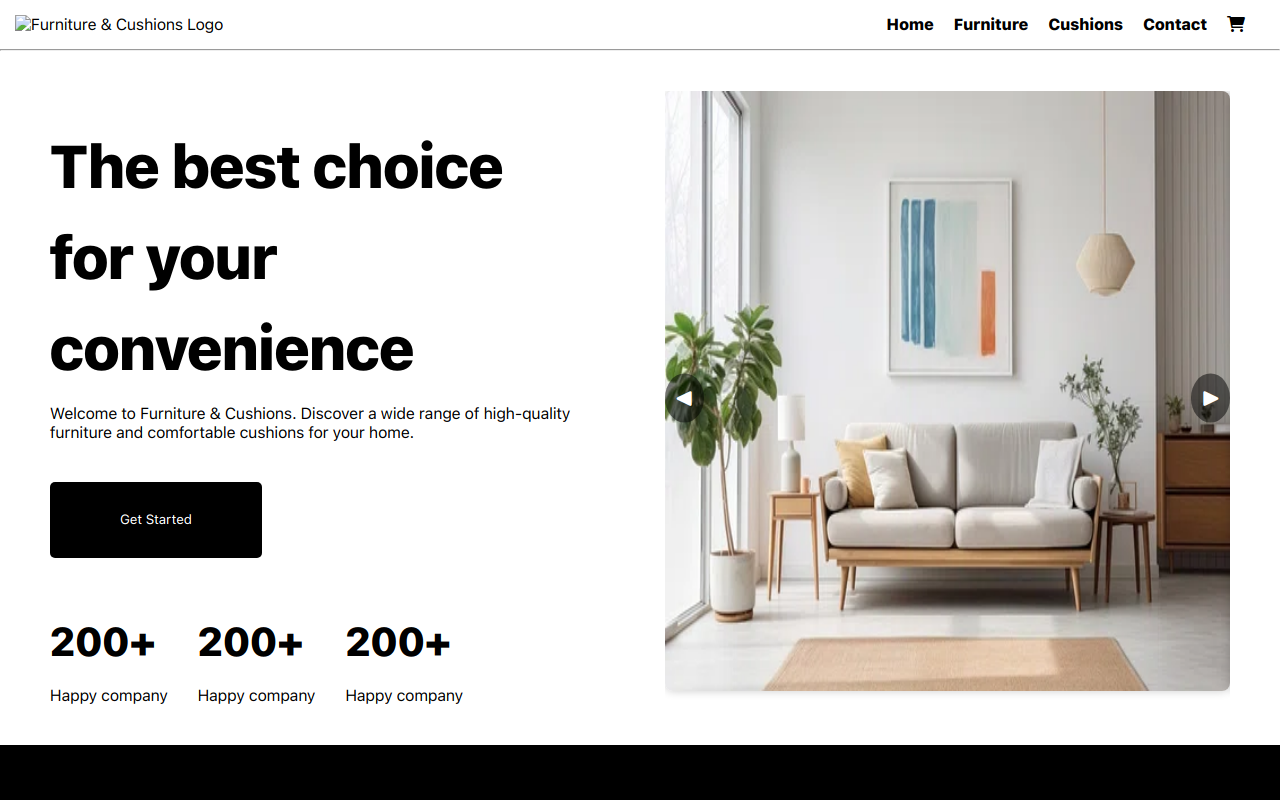 Furniture & Cushions Logo
Home Furniture Cushions Contact
The best choice
for your
convenience
Welcome to Furniture & Cushions. Discover a wide range of high-quality
furniture and comfortable cushions for your home.
Get Started
200+ 200+ 200+
Happy company Happy company Happy company